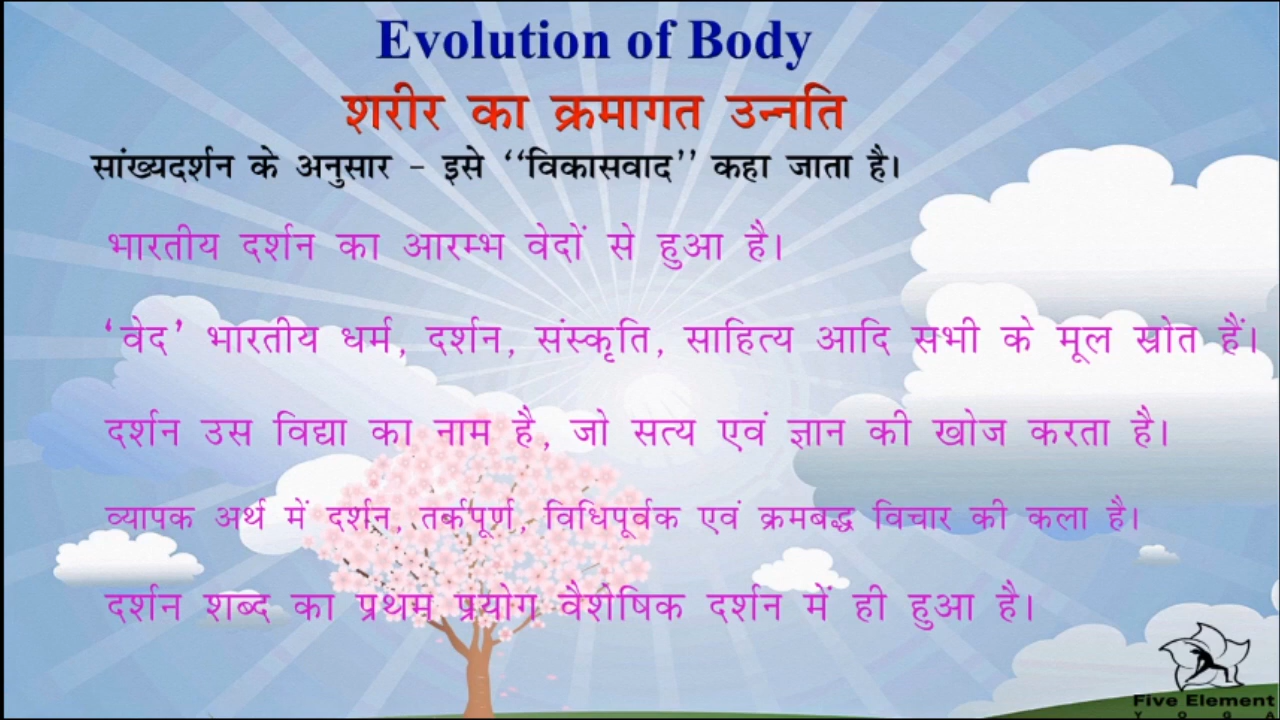 Evolution of Body
शरीर का क्रमागत उन्नति
सांख्यदर्शन के अनुसार - इसे ‘‘विकासवाद’’ कहा जाता है।
भारतीय दर्शन का आरम्भ वेदों से हुआ है।
‘वेद’ भारतीय धर्म, दर्शन, संस्कृति, साहित्य आदि सभी के मूल स्रोत हैं।
दर्शन उस विद्या का नाम है, जो सत्य एवं ज्ञान की खोज करता है।
व्यापक अर्थ में दर्शन, तर्कपूर्ण, विधिपूर्वक एवं क्रमबद्ध विचार की कला है।
दर्शन शब्द का प्रथम प्रयोग वैशेषिक दर्शन में ही हुआ है।
Five Element
YOGA